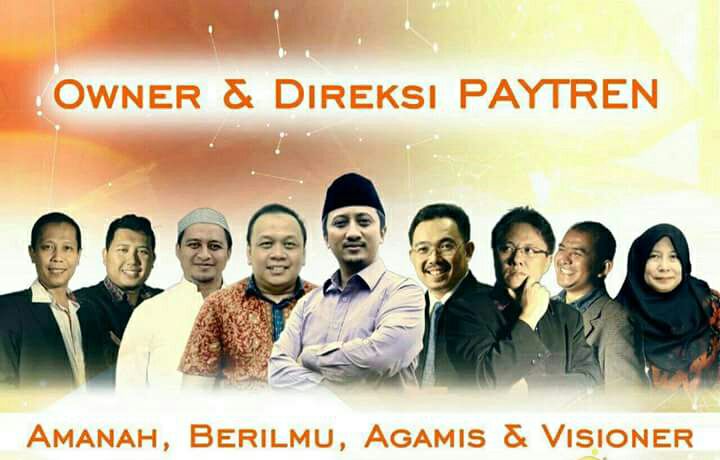 OWNER & DIREKSI PAYTREN
AMANAH, BERILMU, AGAMIS & VISIONER